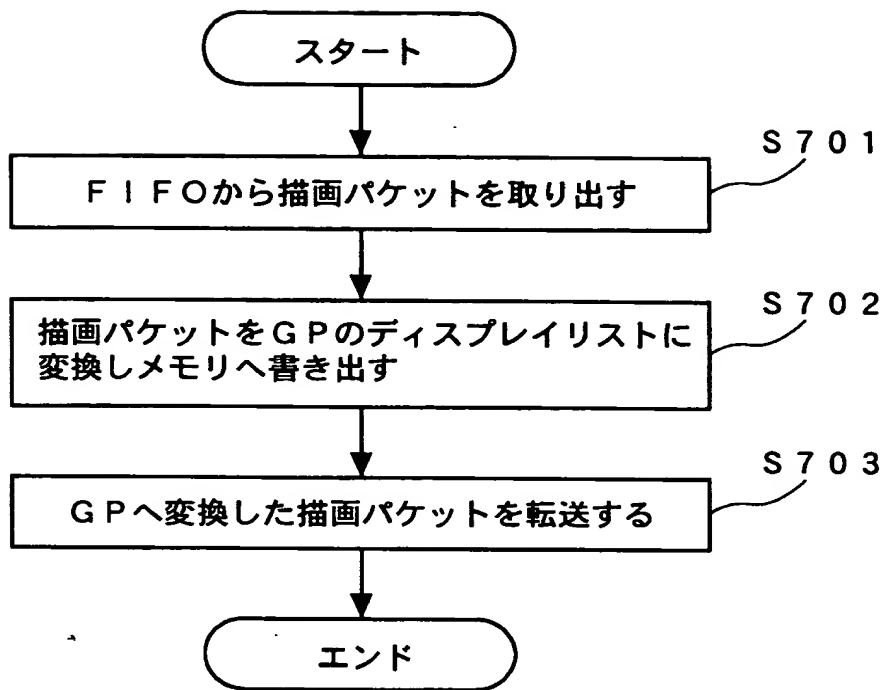 スタート
S701
FIFOから描画パケットを取り出す
S702
描画パケットをGPのディスプレイリストに
変換しメモリへ書き出す
S703
GPへ変換した描画パケットを転送する
エンド